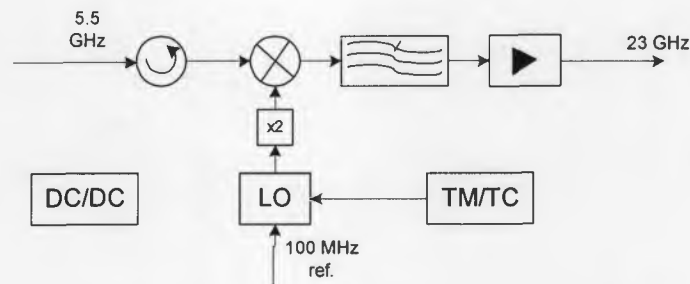 5.5
GHz
23 GHz
x2
DC/DC
LO
TM/TC
100 MHz
ref.